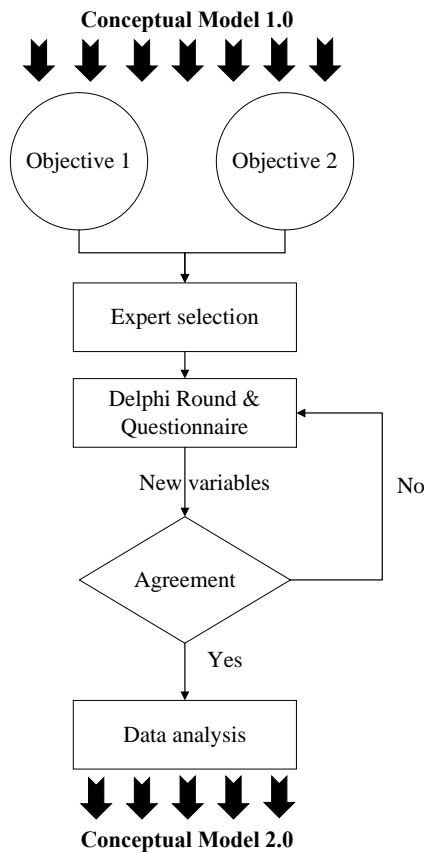 Conceptual Model 1.0
Objective 1
Objective 2
Expert selection
Delphi Round &
Questionnaire
New variables
No
Agreement
Yes
Data analysis
Conceptual Model 2.0